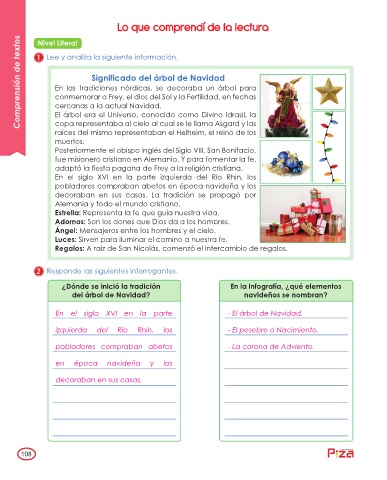 Lo que comprendí de la lectura
Comprensión de textos
Nivel Literal
1 Lee y analiza la siguiente información.
Significado del árbol de Navidad
En las tradiciones nórdicas, se decoraba un árbol para
conmemorar a Frey, el dios del Sol y la Fertilidad, en fechas
cercanas a la actual Navidad.
El árbol era el Universo, conocido como Divino Idrasil, la
copa representaba al cielo al cual se le llama Asgard y las
raíces del mismo representaban el Helheim, el reino de los
muertos.
Posteriormente el obispo inglés del Siglo VIII, San Bonifacio,
fue misionero cristiano en Alemania. Y para fomentar la fe,
adaptó la fiesta pagana de Frey a la religión cristiana.
En el siglo XVI en la parte izquierda del Río Rhin, los
pobladores compraban abetos en época navideña y los
decoraban en sus casas. La tradición se propagó por
Alemania y todo el mundo cristiano.
Estrella: Representa la fe que guía nuestra vida.
Adornos: Son los dones que Dios da a los hombres.
Ángel: Mensajeros entre los hombres y el cielo.
Luces: Sirven para iluminar el camino a nuestra fe.
Regalos: A raíz de San Nicolás, comenzó el intercambio de regalos.
2 Responde las siguientes interrogantes.
¿Dónde se inició la tradición
del árbol de Navidad?
En el siglo XVI en la parte
izquierda del Río Rhin, los
pobladores compraban abetos
en época navideña y los
decoraban en sus casas.
En la infografía, ¿qué elementos
navideños se nombran?
- El árbol de Navidad.
- El pesebre o Nacimiento.
- La corona de Adviento.
108
Piza